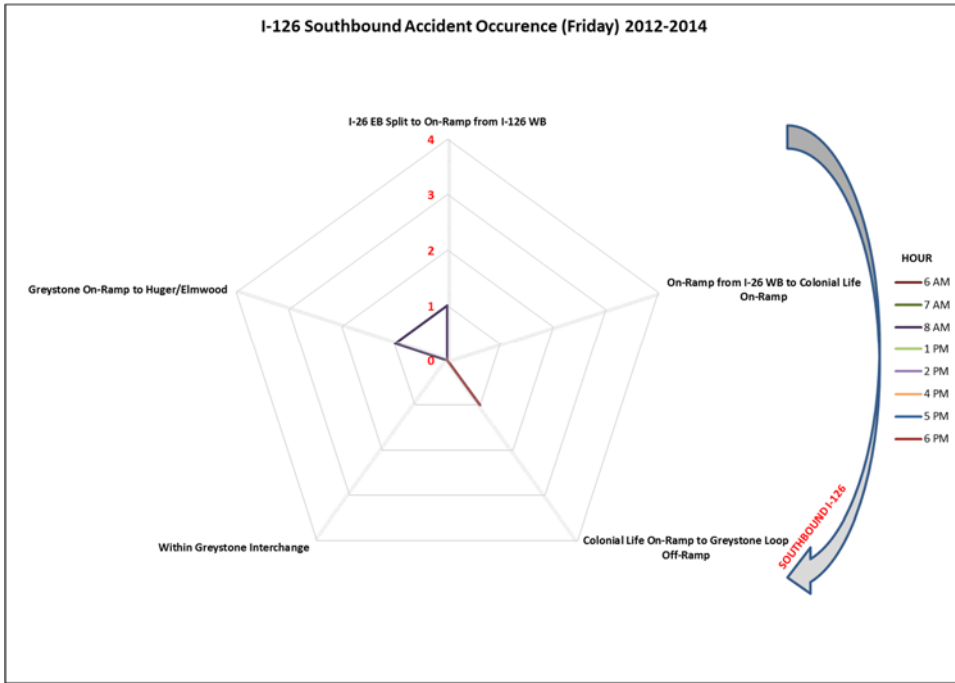 I-126 Southbound Accident Occurence (Friday) 2012-2014
I-26 EB Split to On-Ramp from I-126 WB
4
3
2
1
0
On-Ramp from I-26 WB to Colonial Life
On-Ramp
Colonial Life On-Ramp to Greystone Loop
Off-Ramp
Within Greystone Interchange
Greystone On-Ramp to Huger/Elmwood
SOUTHBOUND I-126
HOUR
6 AM
7 AM
8 AM
1 PM
2 PM
4 PM
5 PM
6 PM